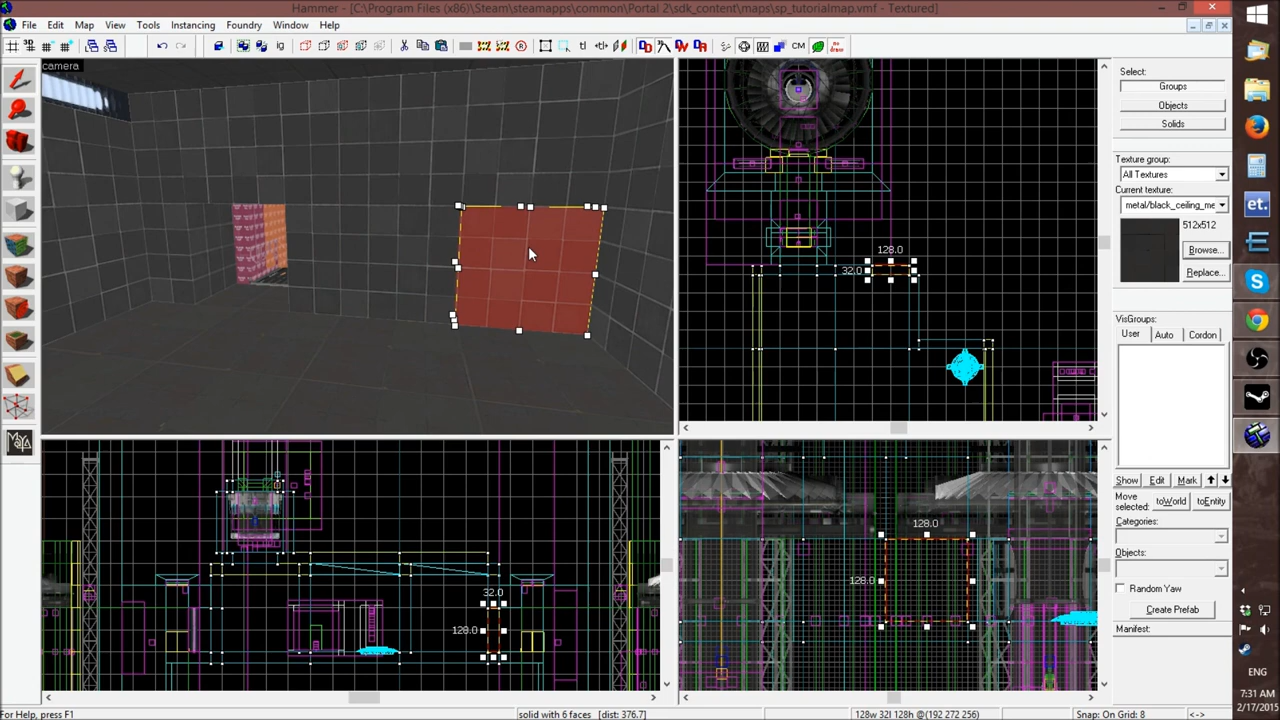 Hammer - [C:\Program Files (x86)\Steam\steamapps\common\Portal 2\sdk_content\maps\sp_tutorialmap.vmf - Textured]
File Edit Map View Tools Instancing Foundry Window Help
CM
camera
128.0
32.0
32.0
128.0
128.0
128.0
Select:
Groups
Objects
Solids
Texture group:
All Textures
Current texture:
metal/black_ceiling_me
512x512
Browse...
Replace...
VisGroups:
User Auto Cordon
Show Edit Mark
Move
selected:
toWorld toEntity
Categories:
Objects:
Random Yaw
Create Prefab
Manifest:
et.
MAYA
ENG
7:31 AM
2/17/2015
For Help, press F1
solid with 6 faces [dist: 376.7]
128w 32l 128h @(192 272 256)
Snap: On Grid: 8
<->